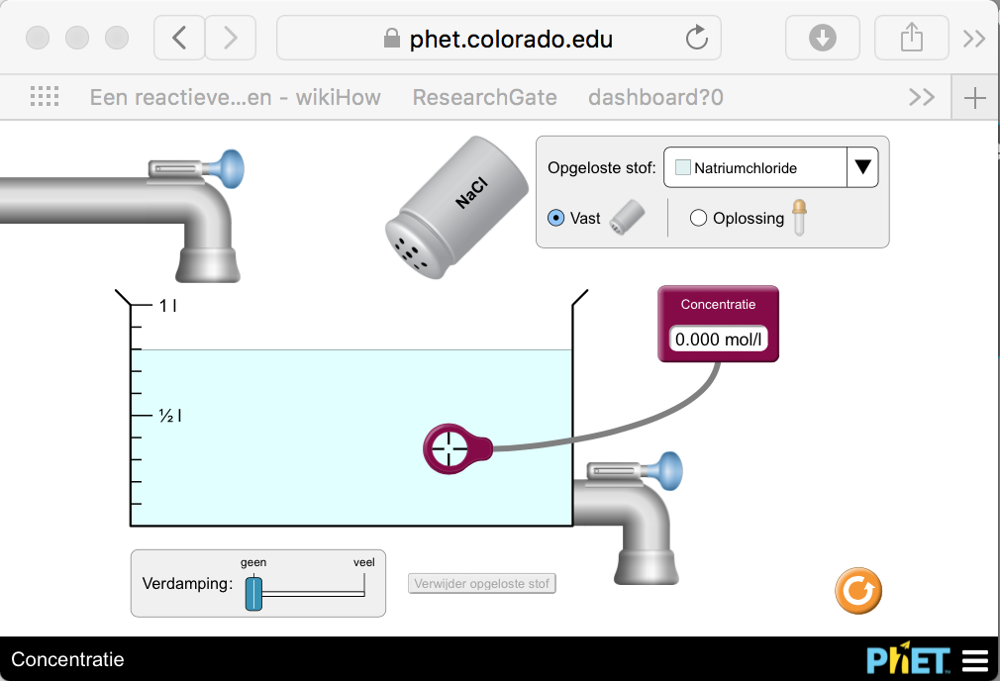 phet.colorado.edu
Een reactieve...en - wikiHow ResearchGate dashboard?0
NaCl
Opgeloste stof: Natriumchloride
Vast Oplossing
1 l
½ l
Concentratie
0.000 mol/l
geen veel
Verdamping:
Verwijder opgeloste stof
Concentratie PhET